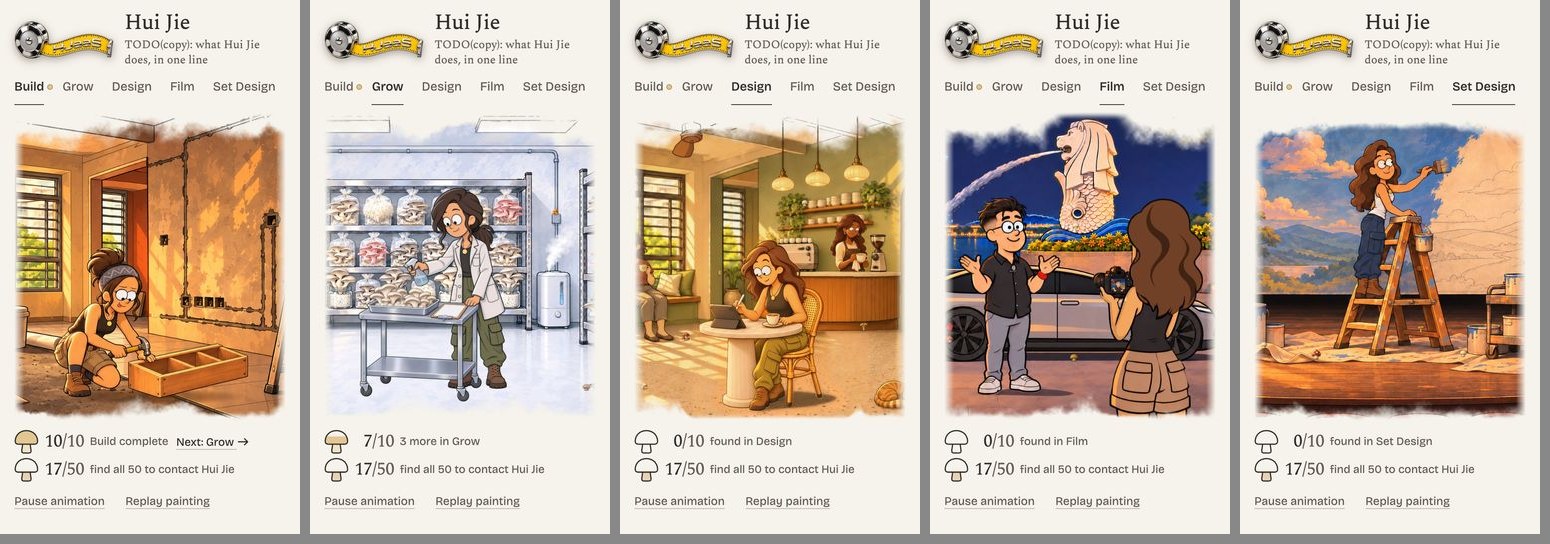 Hui Jie
TODO(copy): what Hui Jie
does, in one line
Build Grow Design Film Set Design
10/10 Build complete Next: Grow →
17/50 find all 50 to contact Hui Jie
Pause animation Replay painting
Hui Jie
TODO(copy): what Hui Jie
does, in one line
Build Grow Design Film Set Design
7/10 3 more in Grow
17/50 find all 50 to contact Hui Jie
Pause animation Replay painting
Hui Jie
TODO(copy): what Hui Jie
does, in one line
Build Grow Design Film Set Design
0/10 found in Design
17/50 find all 50 to contact Hui Jie
Pause animation Replay painting
Hui Jie
TODO(copy): what Hui Jie
does, in one line
Build Grow Design Film Set Design
0/10 found in Film
17/50 find all 50 to contact Hui Jie
Pause animation Replay painting
Hui Jie
TODO(copy): what Hui Jie
does, in one line
Build Grow Design Film Set Design
0/10 found in Set Design
17/50 find all 50 to contact Hui Jie
Pause animation Replay painting